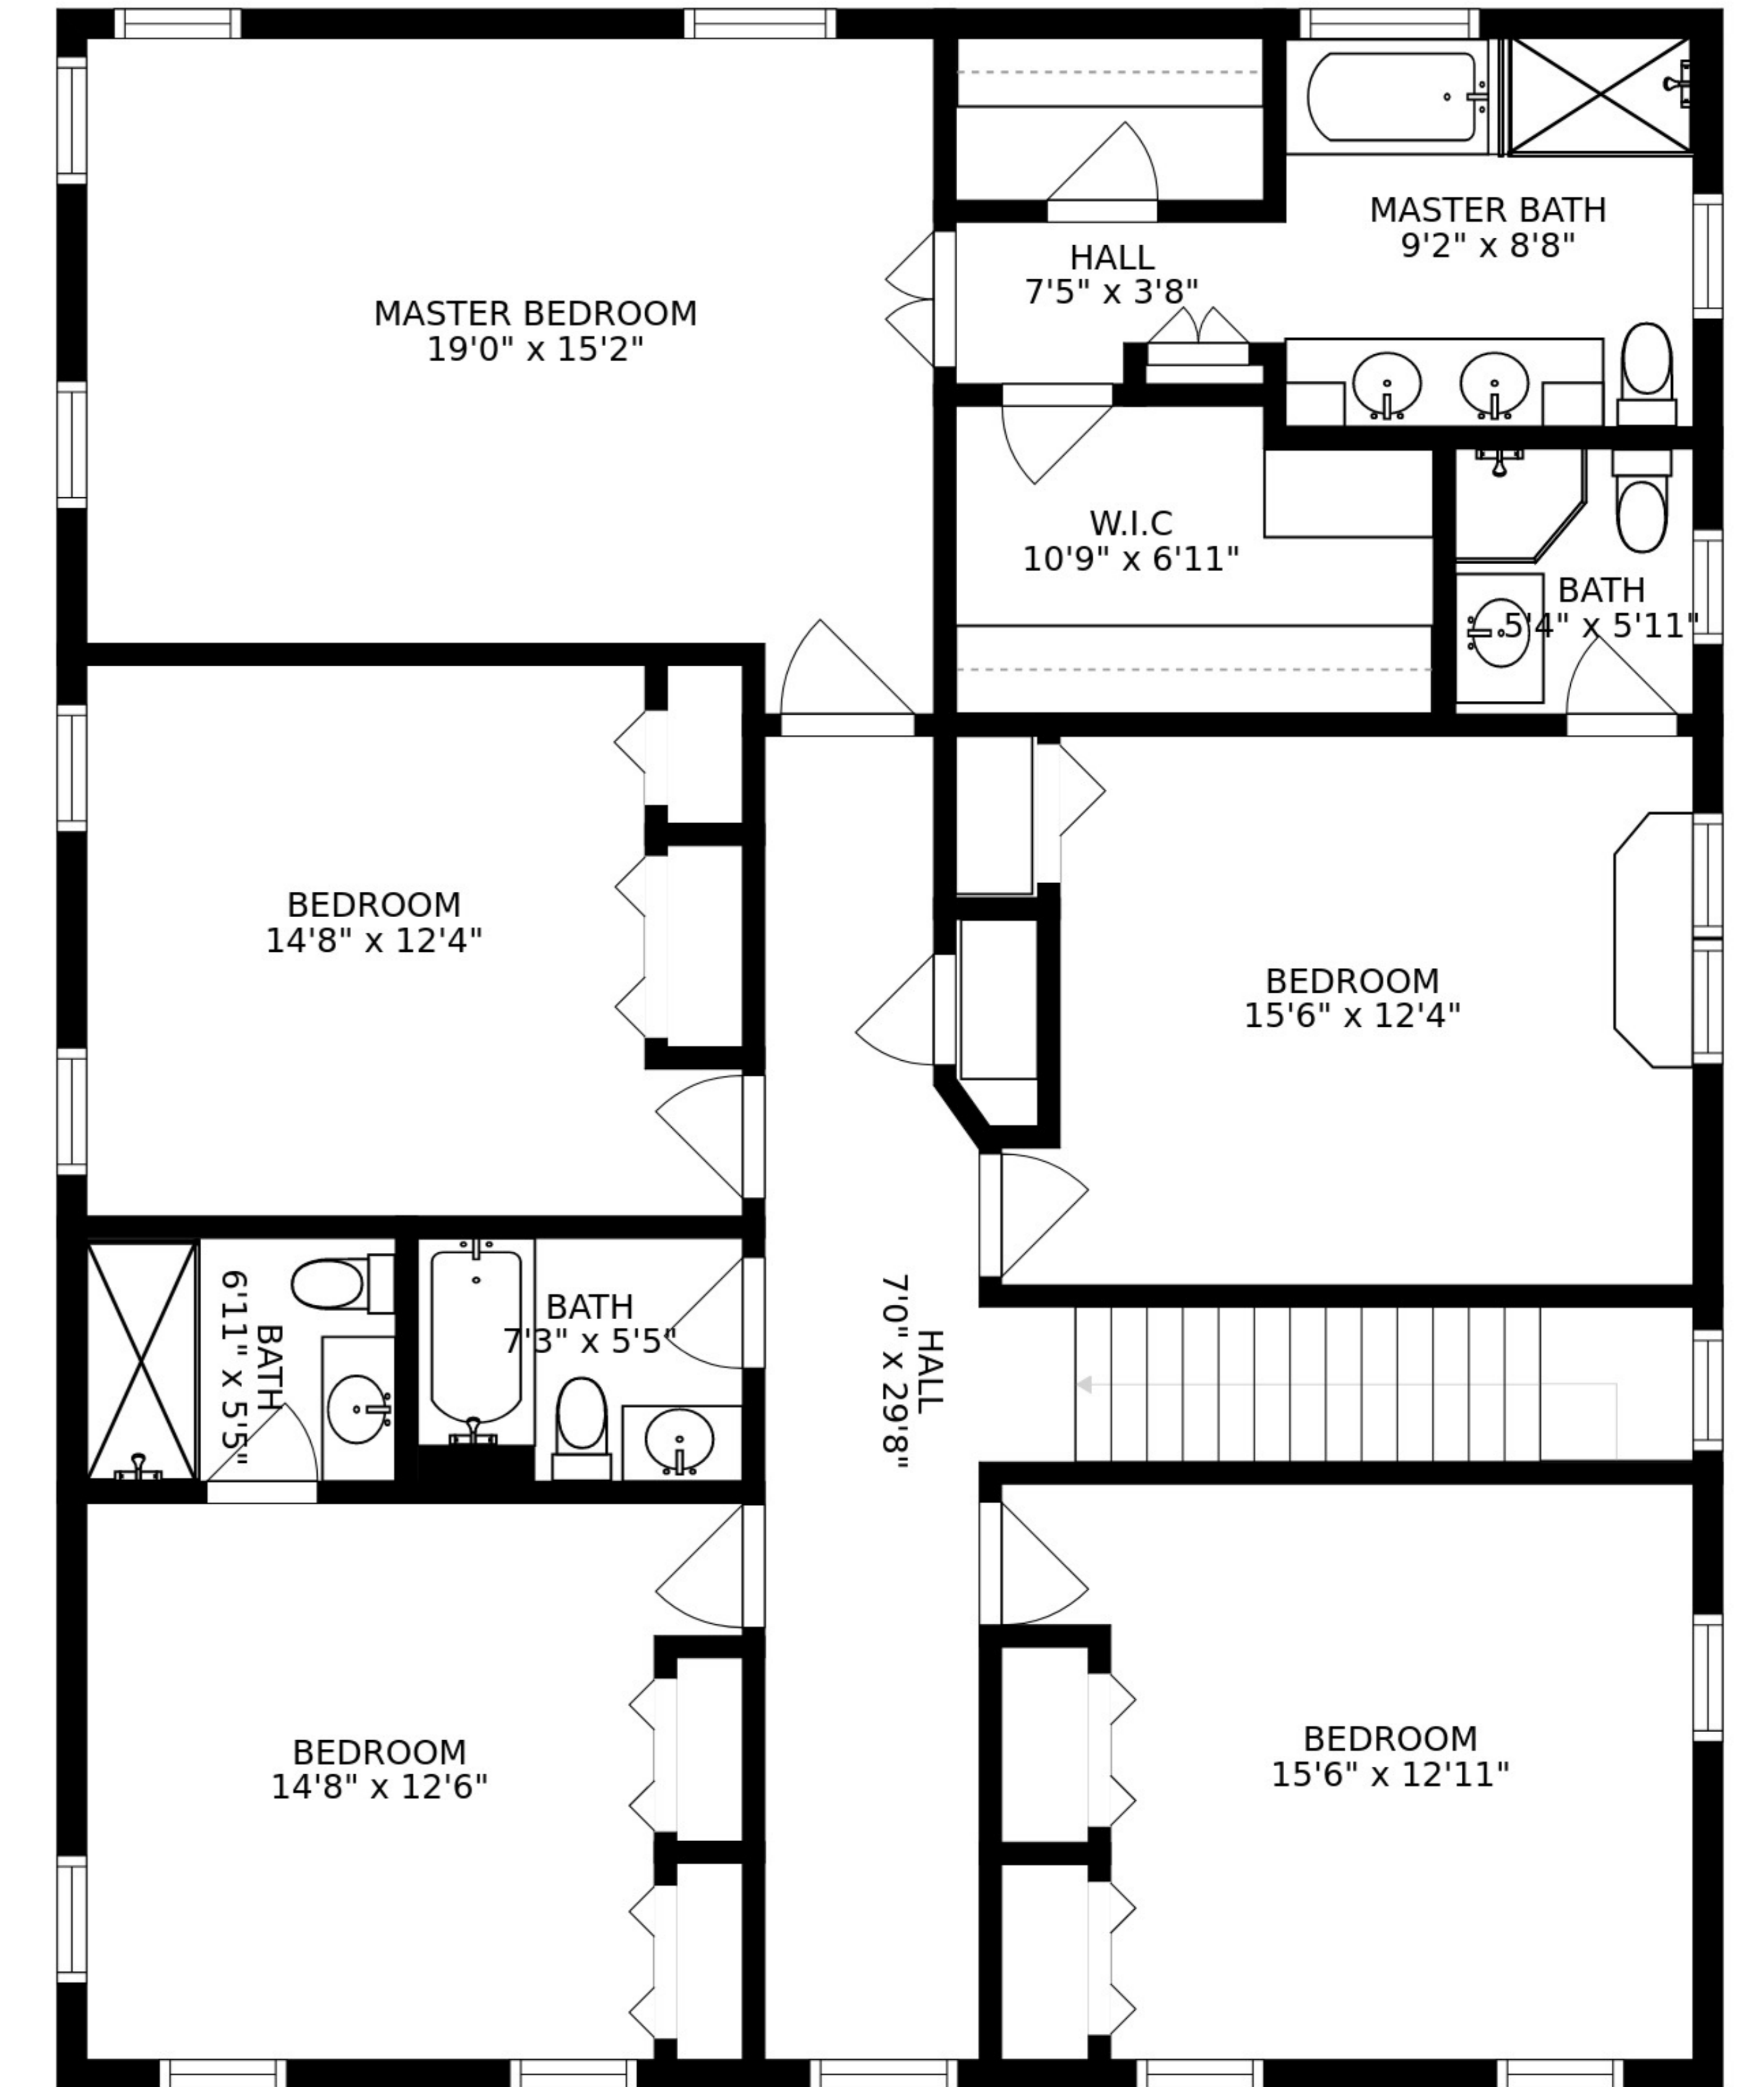 MASTER BATH
9'2" x 8'8"
HALL
7'5" x 3'8"
MASTER BEDROOM
19'0" x 15'2"
W.I.C
10'9" x 6'11"
BATH
5'4" x 5'11"
BEDROOM
14'8" x 12'4"
BEDROOM
15'6" x 12'4"
BATH
6'11" x 5'5"
BATH
7'3" x 5'5"
HALL
7'0" x 29'8"
BEDROOM
14'8" x 12'6"
BEDROOM
15'6" x 12'11"